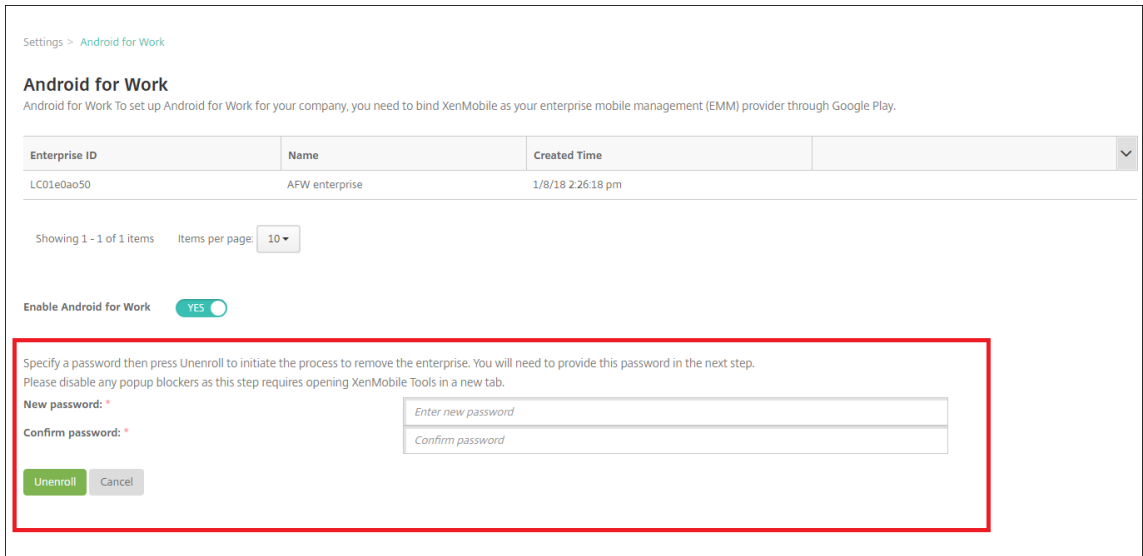 Settings > Android for Work
Android for Work
Android for Work To set up Android for Work for your company, you need to bind XenMobile as your enterprise mobile management (EMM) provider through Google Play.
Enterprise ID Name Created Time
LC01e0ao50 AFW enterprise 1/8/18 2:26:18 pm
Showing 1 - 1 of 1 items Items per page: 10
Enable Android for Work YES
Specify a password then press Unenroll to initiate the process to remove the enterprise. You will need to provide this password in the next step.
Please disable any popup blockers as this step requires opening XenMobile Tools in a new tab.
New password: * Enter new password
Confirm password: * Confirm password
Unenroll Cancel